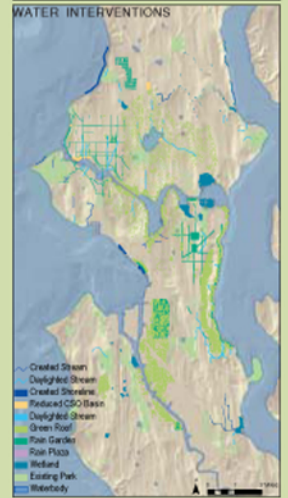 WATER INTERVENTIONS
Created Stream
Daylighted Stream
Created Shoreline
Reduced CSO Basin
Daylighted Stream
Green Roof
Rain Garden
Rain Plaza
Wetland
Existing Park
Waterbody